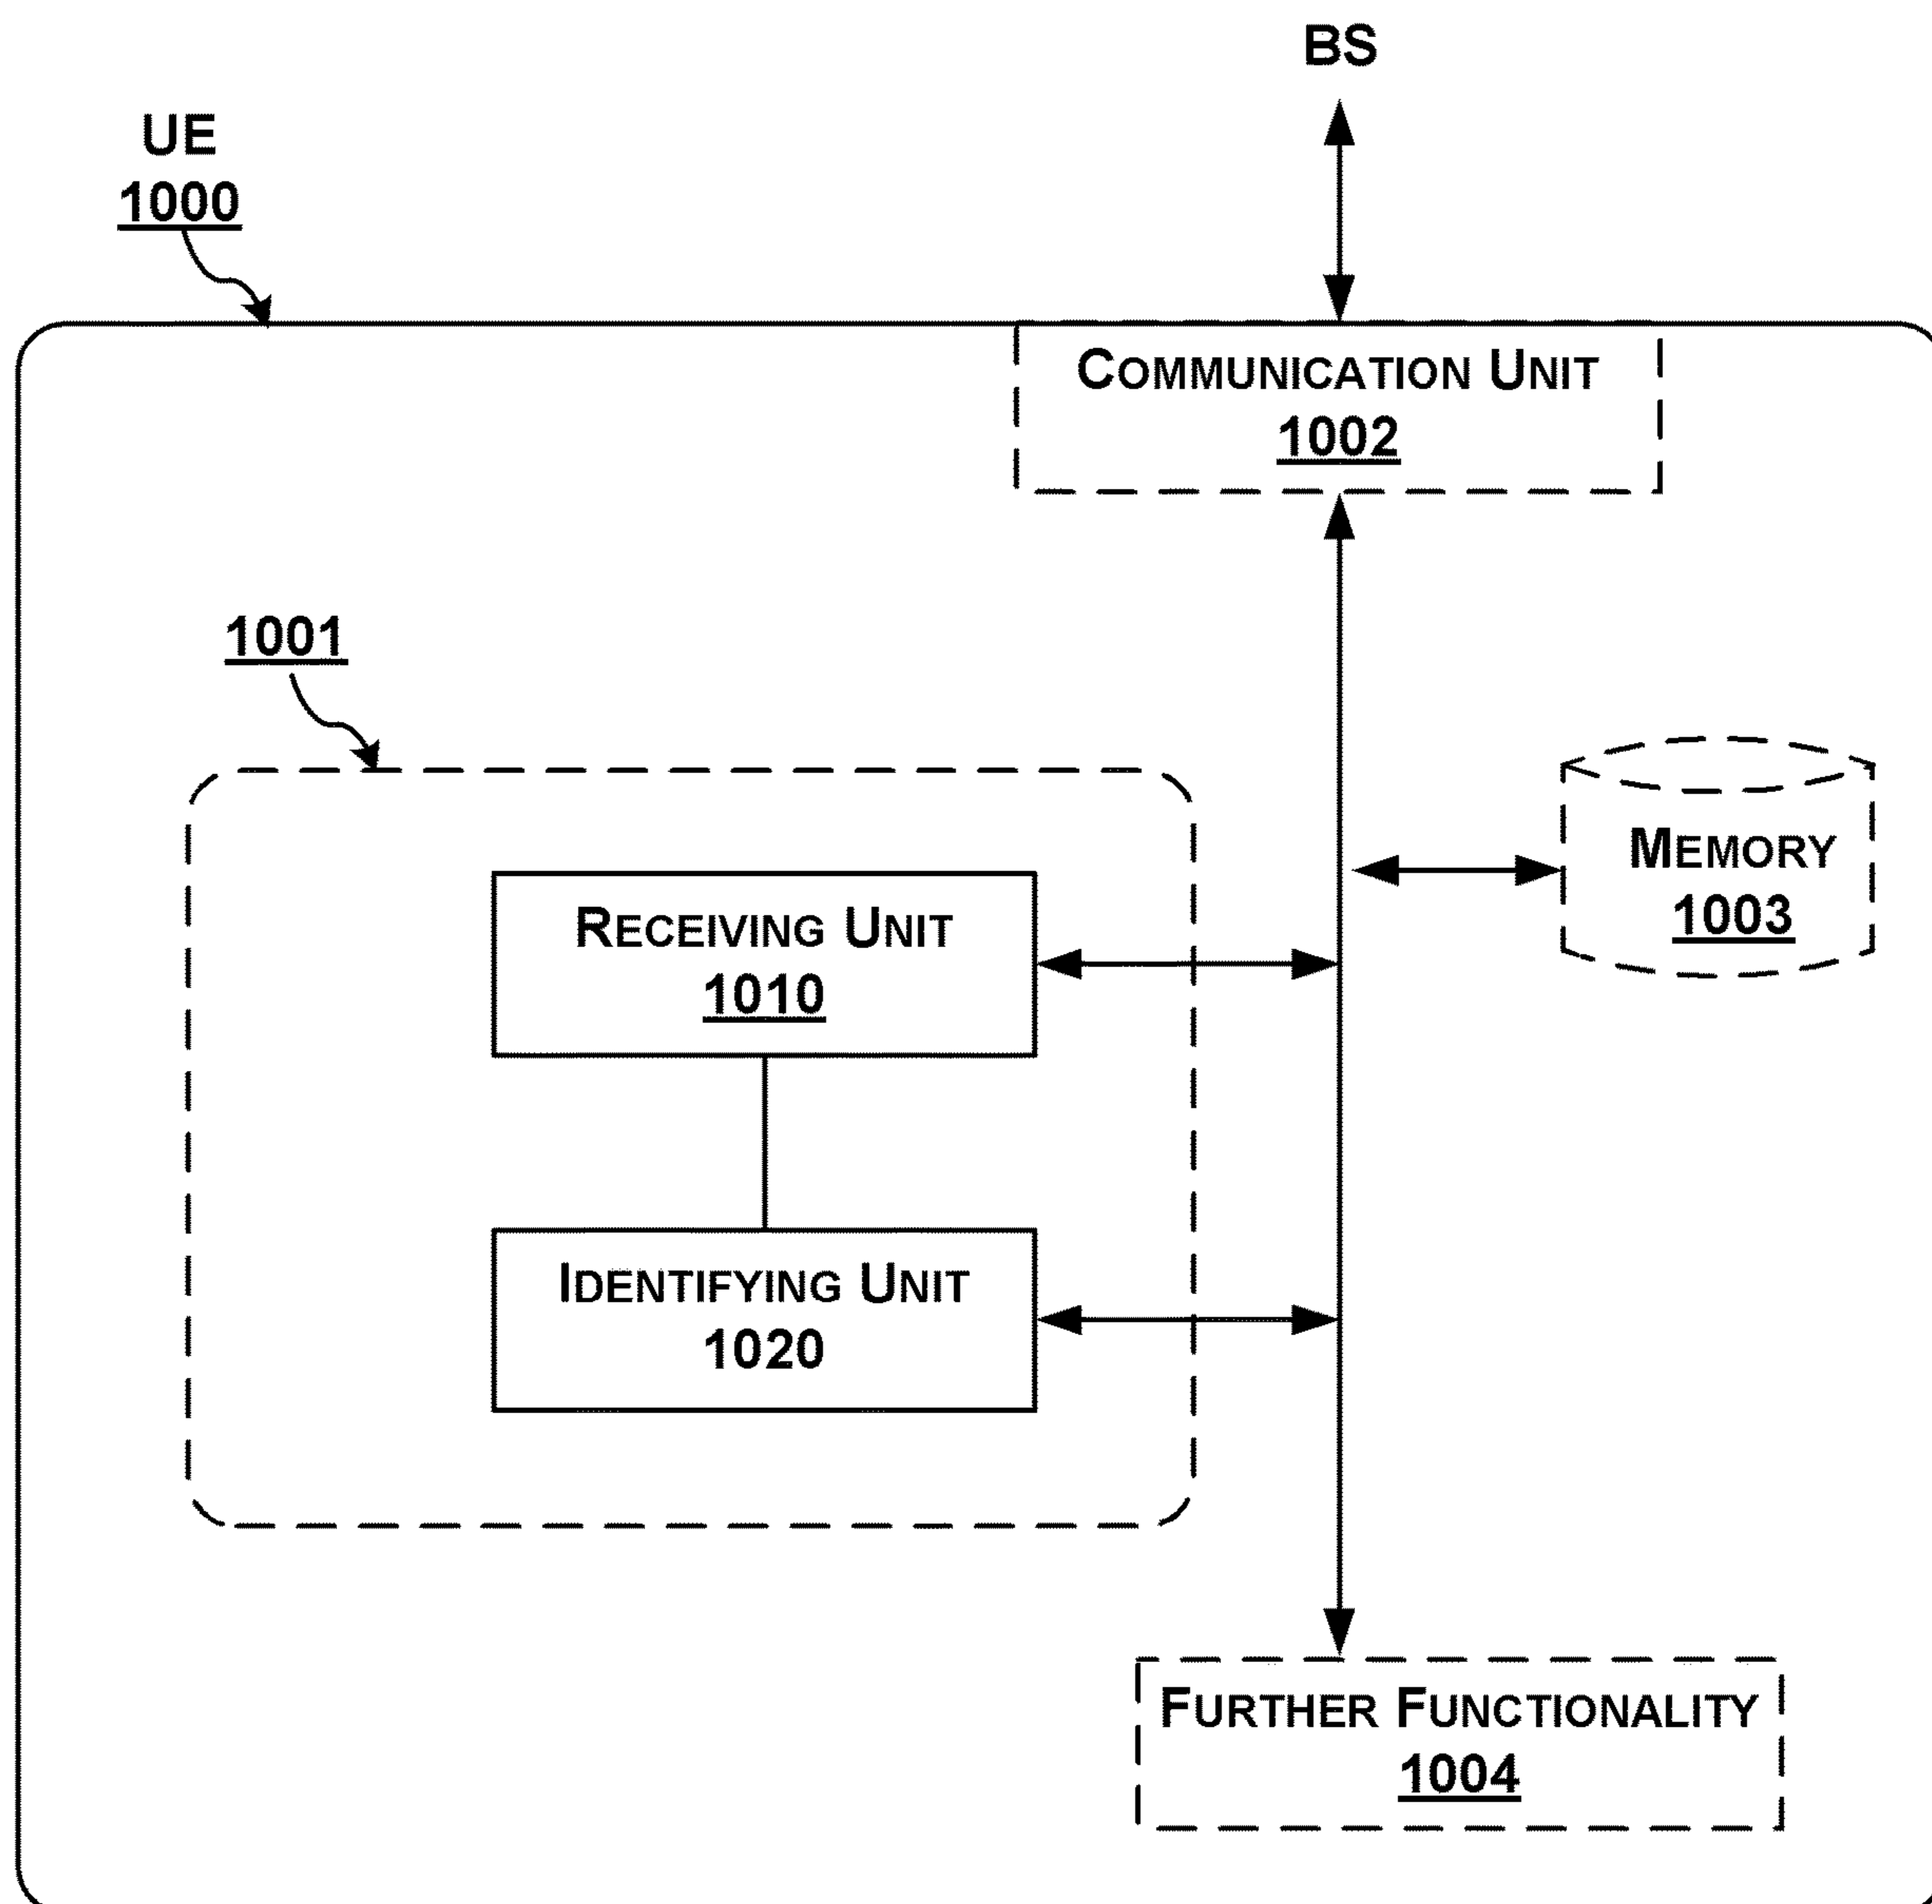 BS
UE
1000
COMMUNICATION UNIT
1002
1001
MEMORY
1003
RECEIVING UNIT
1010
IDENTIFYING UNIT
1020
FURTHER FUNCTIONALITY
1004